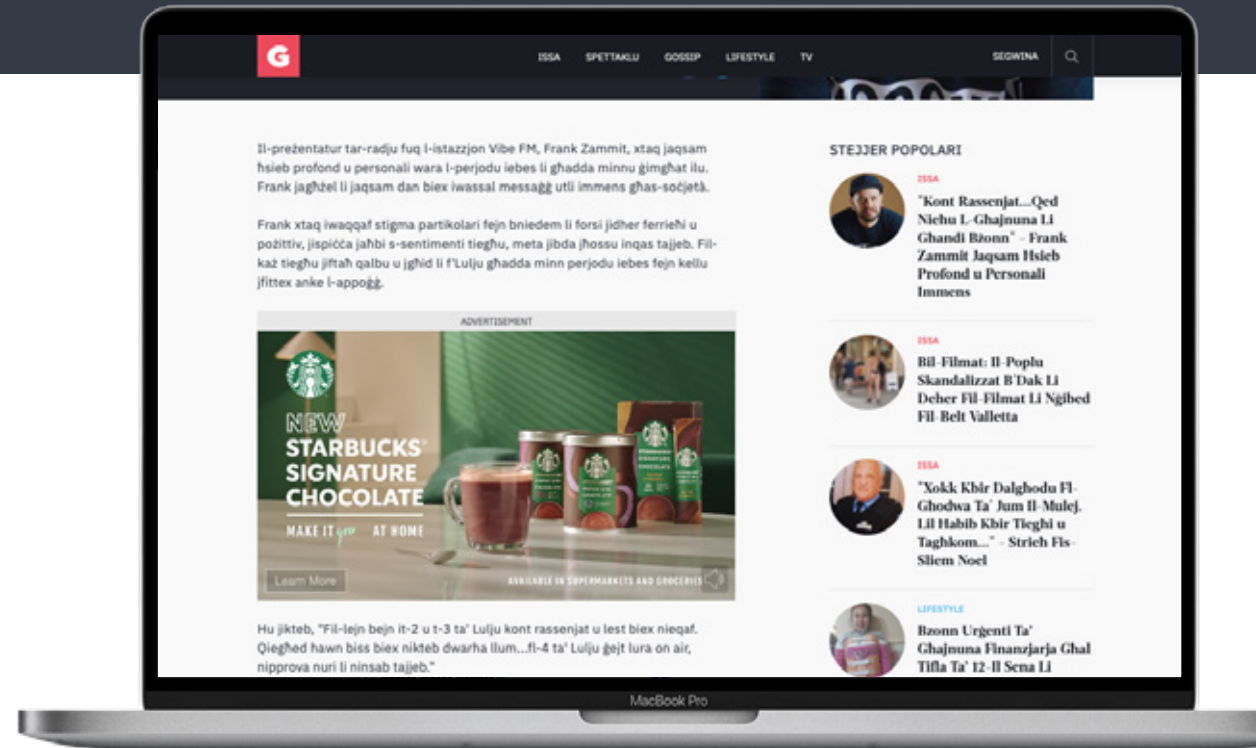 G
ISSA SPETTAKLU GOSSIP LIFESTYLE TV SEGWINA
Il-preżentatur tar-radju fuq l-istazzjon Vibe FM, Frank Zammit, xtaq jaqsam
ħsieb profond u personali wara l-perjodu iebes li għadda minnu ġimgħat ilu.
Frank jagħżel li jaqsam dan biex iwassal messaġġ utli immens għas-soċjetà.
Frank xtaq iwaqqaf stigma partikolari fejn bniedem li forsi jidher ferrieħi u
pożittiv, jispiċċa jaħbi s-sentimenti tiegħu, meta jibda jħossu inqas tajjeb. Fil-
każ tiegħu jiftaħ qalbu u jgħid li f'Lulju għadda minn perjodu iebes fejn kellu
jfittex anke l-appoġġ.
ADVERTISEMENT
NEW
STARBUCKS®
SIGNATURE
CHOCOLATE
MAKE IT you AT HOME
Learn More
AVAILABLE IN SUPERMARKETS AND GROCERIES
Hu jikteb, "Fil-lejn bejn it-2 u t-3 ta' Lulju kont rassenjat u lest biex nieqaf.
Qiegħed hawn biss biex nikteb dwarha llum...fl-4 ta' Lulju ġejt lura on air,
nipprova nuri li ninsab tajjeb."
STEJJER POPOLARI
ISSA
"Kont Rassenjat...Qed
Nieħu L-Għajnuna Li
Għandi Bżonn" - Frank
Zammit Jaqsam Ħsieb
Profond u Personali
Immens
ISSA
Bil-Filmat: Il-Poplu
Skandalizzat B'Dak Li
Deher Fil-Filmat Li Nġibed
Fil-Belt Valletta
ISSA
"Xokk Kbir Dalgħodu Fl-
Għodwa Ta' Jum Il-Mulej.
Lil Ħabib Kbir Tiegħi u
Tagħkom..." - Strieħ Fis-
Sliem Noel
LIFESTYLE
Bżonn Urġenti Ta'
Għajnuna Finanzjarja Għal
Tifla Ta' 12-Il Sena Li
MacBook Pro